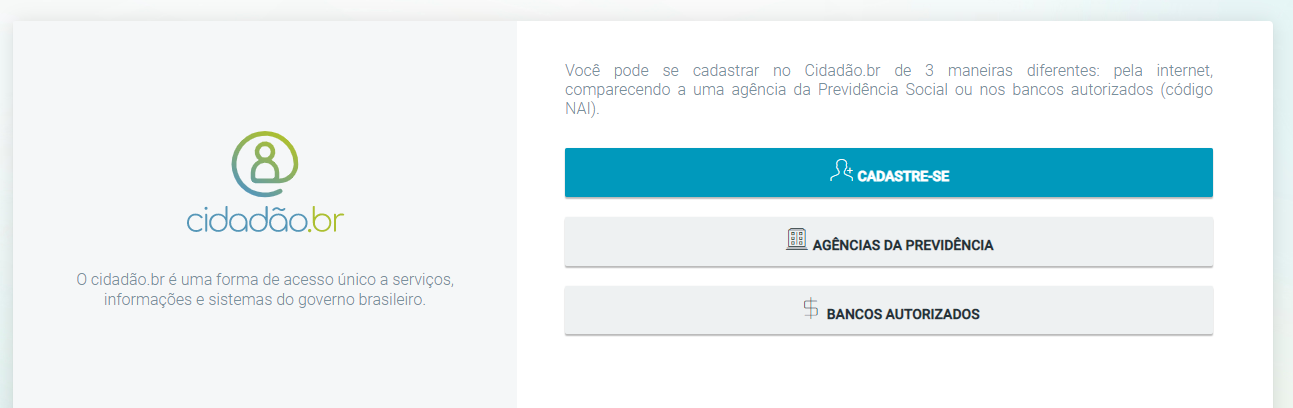 cidadão.br
O cidadão.br é uma forma de acesso único a serviços,
informações e sistemas do governo brasileiro.
Você pode se cadastrar no Cidadão.br de 3 maneiras diferentes: pela internet,
comparecendo a uma agência da Previdência Social ou nos bancos autorizados (código
NAI).
CADASTRE-SE
AGÊNCIAS DA PREVIDÊNCIA
BANCOS AUTORIZADOS